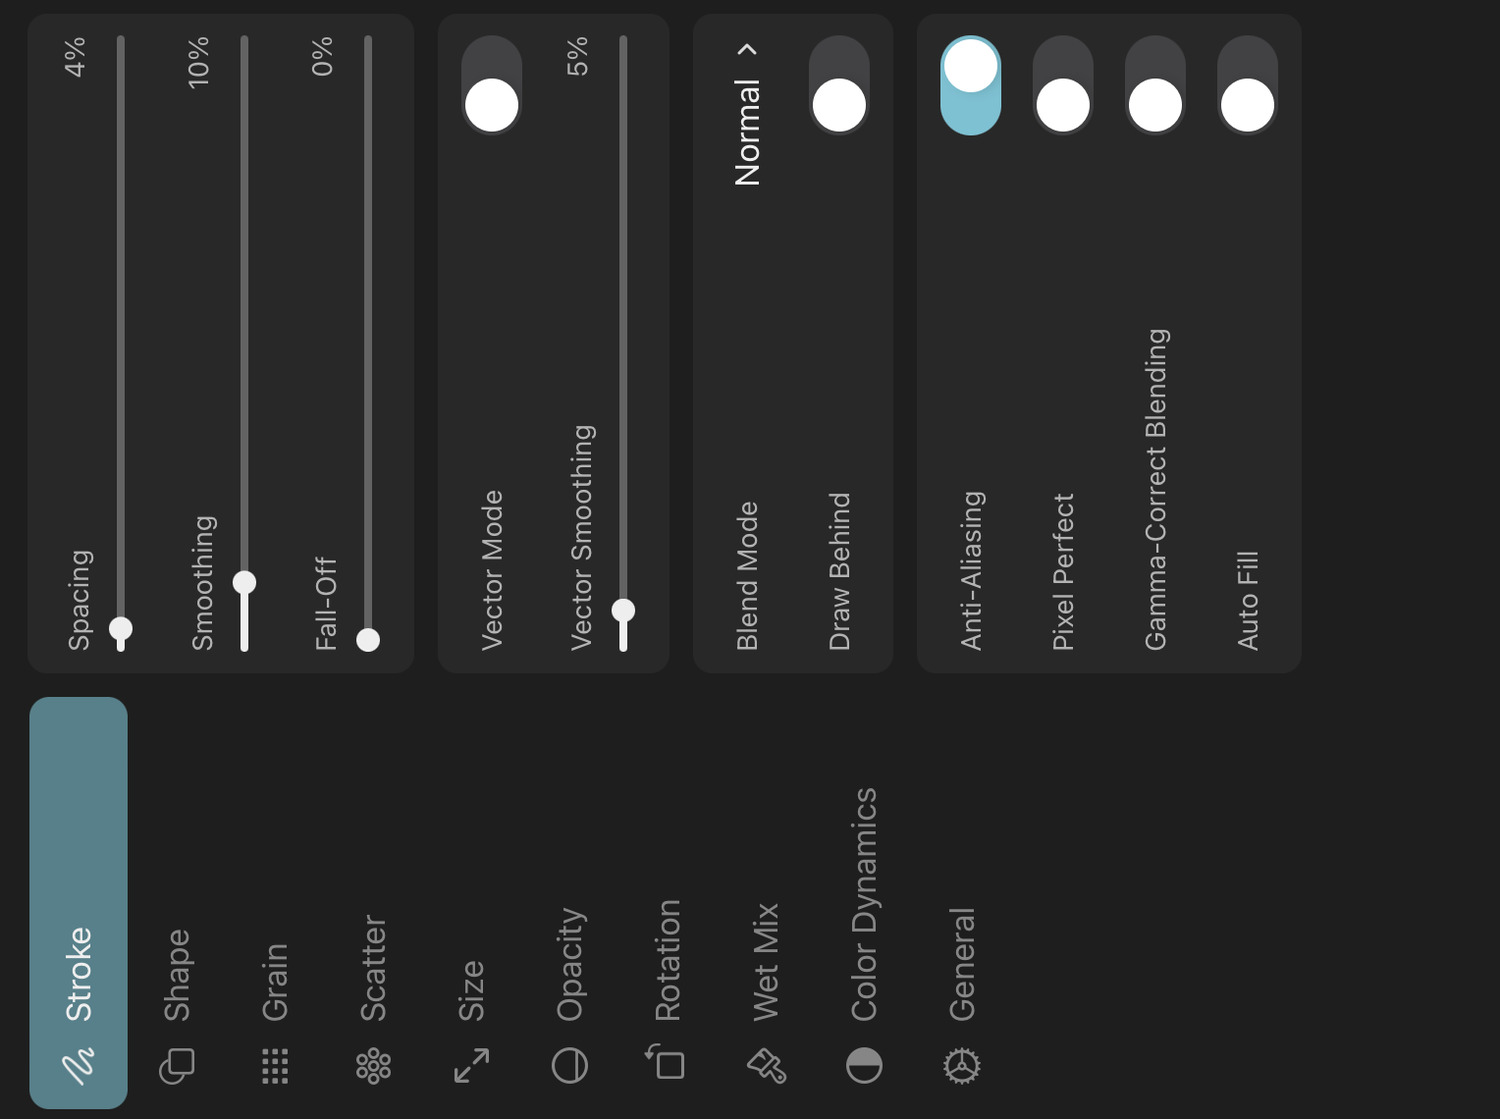 Stroke
Shape
Grain
Scatter
Size
Opacity
Rotation
Wet Mix
Color Dynamics
General
Spacing 4%
Smoothing 10%
Fall-Off 0%
Vector Mode
Vector Smoothing 5%
Blend Mode Normal
Draw Behind
Anti-Aliasing
Pixel Perfect
Gamma-Correct Blending
Auto Fill